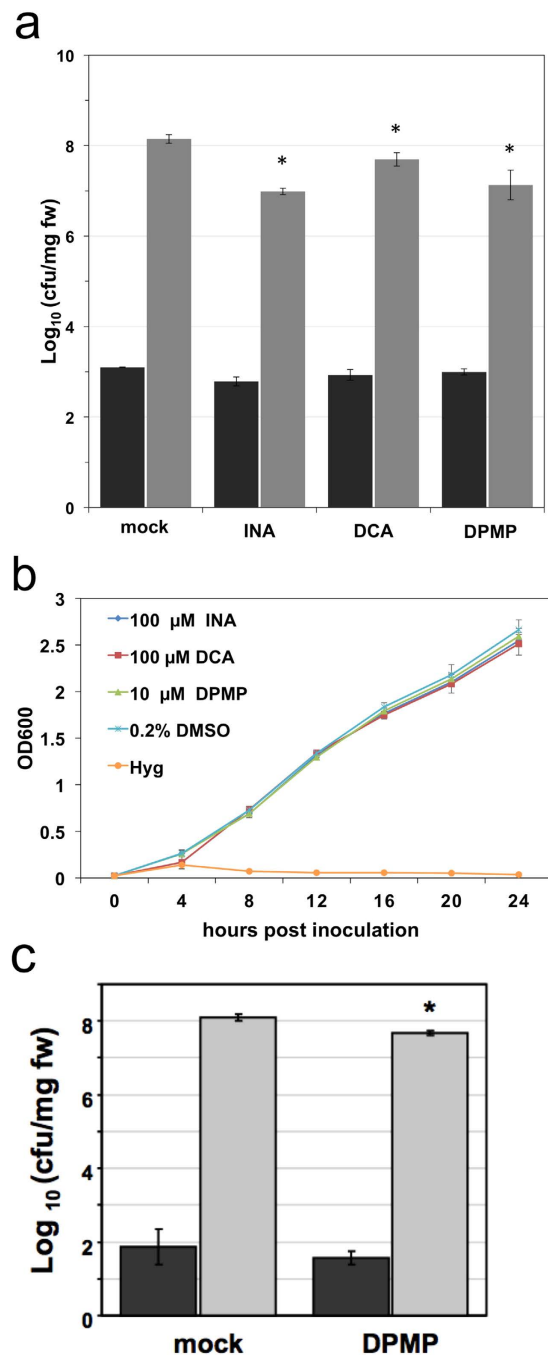 a
10
8
6
4
2
0
Log10 (cfu/mg fw)
*
*
*
mock INA DCA DPMP
b
3
2.5
2
1.5
1
0.5
0
OD600
100 µM INA
100 µM DCA
10 µM DPMP
0.2% DMSO
Hyg
0 4 8 12 16 20 24
hours post inoculation
c
8
6
4
2
0
Log 10 (cfu/mg fw)
*
mock DPMP